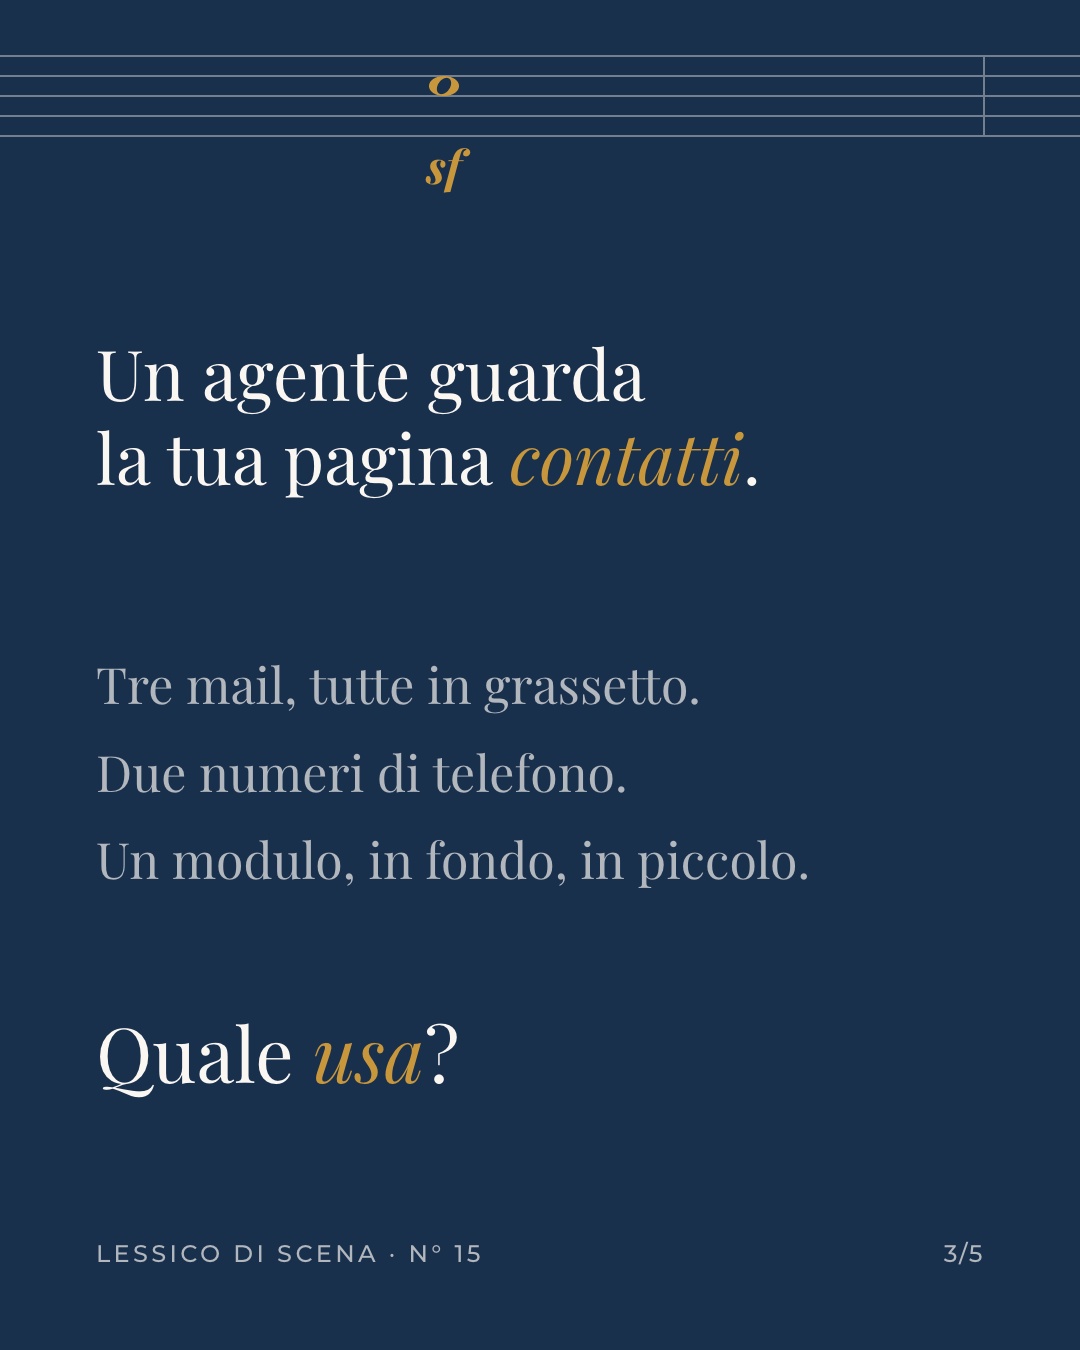 sf
Un agente guarda
la tua pagina contatti.
Tre mail, tutte in grassetto.
Due numeri di telefono.
Un modulo, in fondo, in piccolo.
Quale usa?
LESSICO DI SCENA · N° 15
3/5